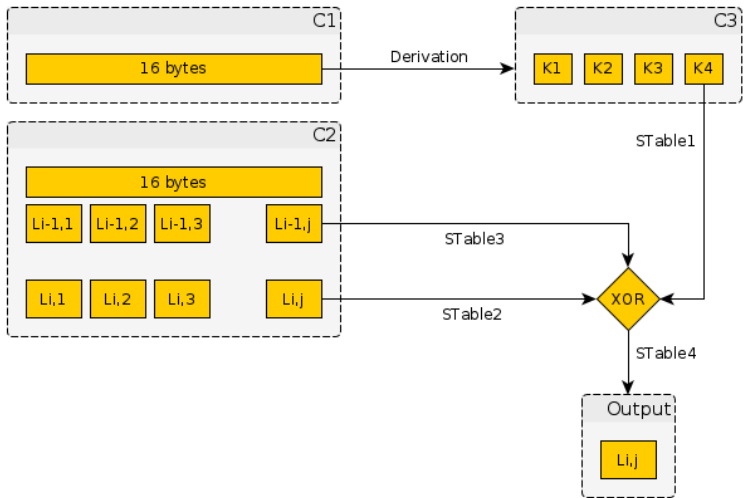 C1
16 bytes
Derivation
C3
K1 K2 K3 K4
STable1
C2
16 bytes
Li-1,1 Li-1,2 Li-1,3 Li-1,j
STable3
Li,1 Li,2 Li,3 Li,j
STable2
XOR
STable4
Output
Li,j